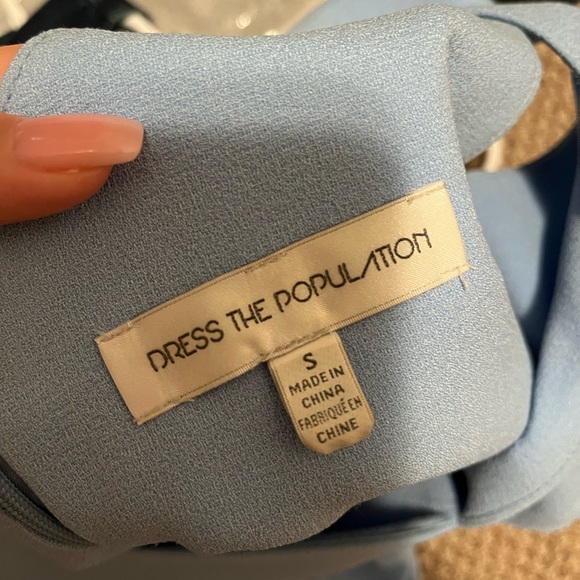 DRESS THE POPULATION
S
MADE IN
CHINA
FABRIQUÉ EN
CHINE